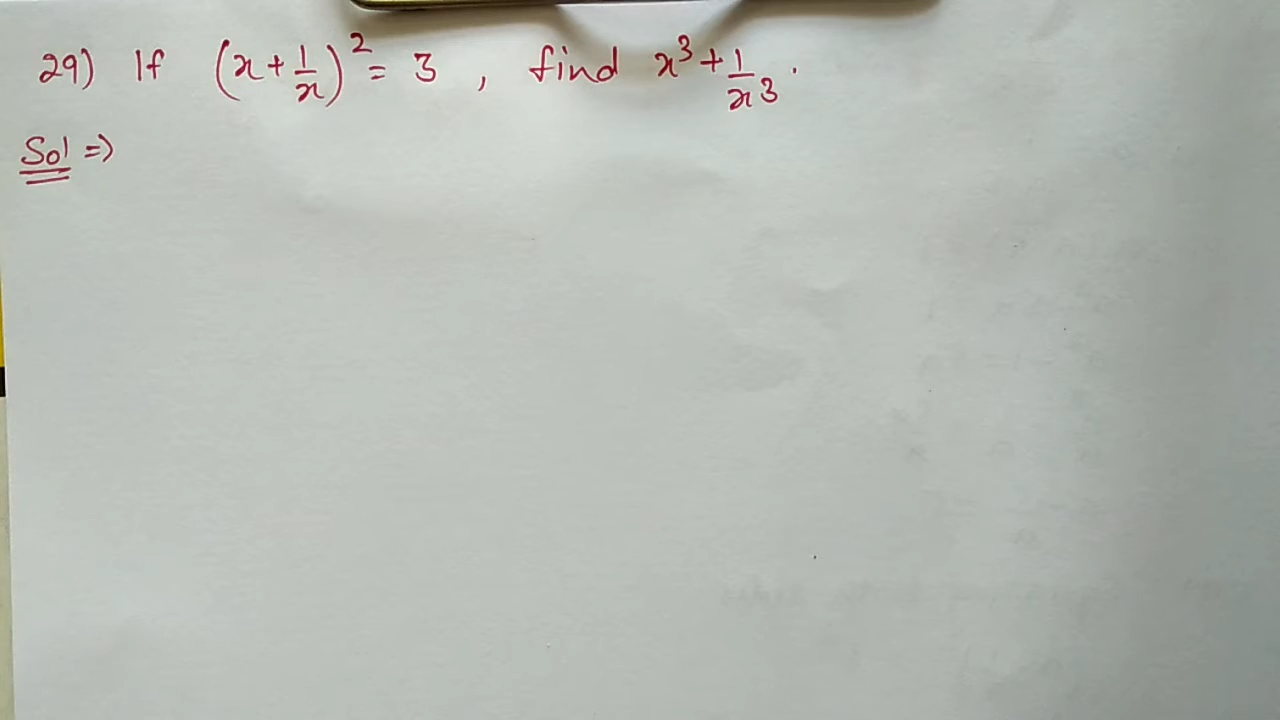 29) If (x+1/x)² = 3 , find x³+1/x³.
Sol ⇒